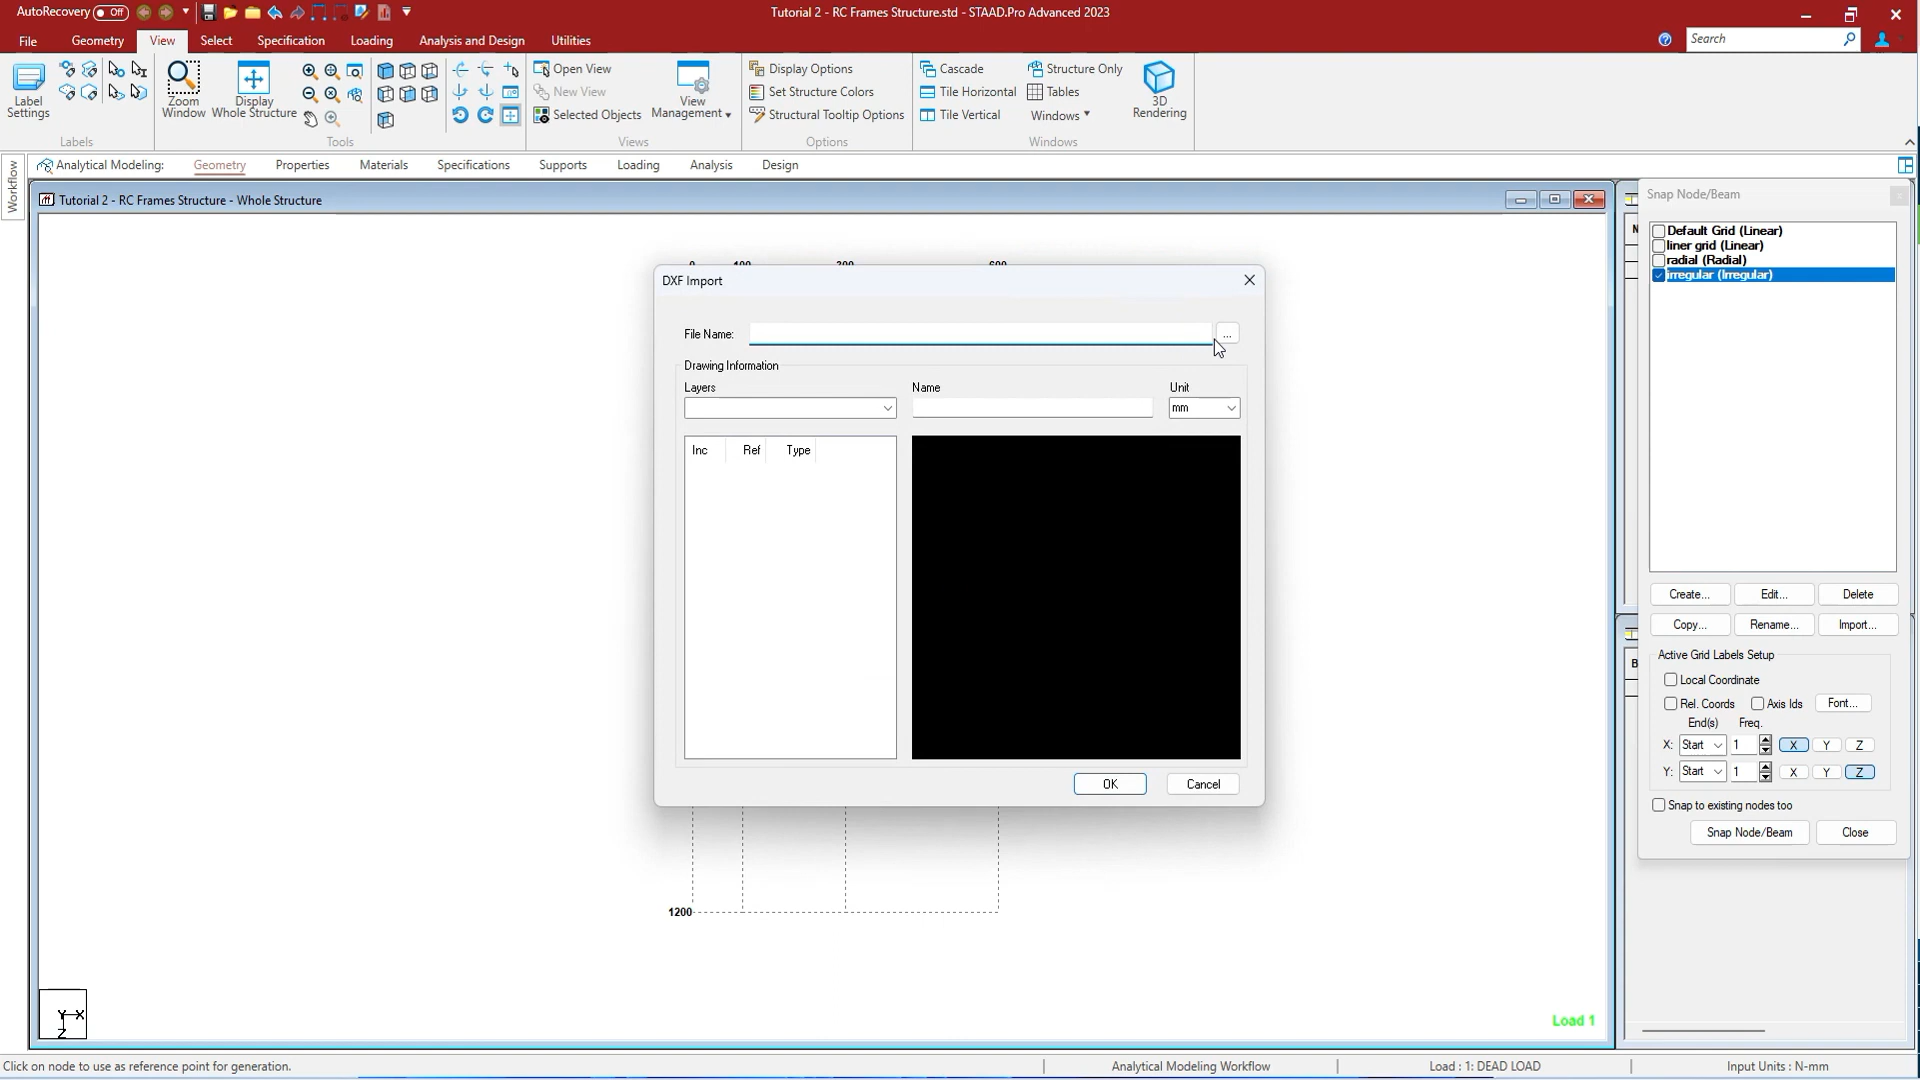 AutoRecovery Off
Tutorial 2 - RC Frames Structure.std - STAAD.Pro Advanced 2023
File Geometry View Select Specification Loading Analysis and Design Utilities
Search
Label Settings
Labels
Zoom Window
Display Whole Structure
Tools
Open View
New View
Selected Objects
View Management
Views
Display Options
Set Structure Colors
Structural Tooltip Options
Options
Cascade
Tile Horizontal
Tile Vertical
Structure Only
Tables
Windows
Windows
3D Rendering
Workflow
Analytical Modeling: Geometry Properties Materials Specifications Supports Loading Analysis Design
Tutorial 2 - RC Frames Structure - Whole Structure
0 100 300 600
DXF Import
File Name: ...
Drawing Information
Layers Name Unit
mm
Inc Ref Type
OK Cancel
1200
Y X
Z
Load 1
Snap Node/Beam
Default Grid (Linear)
liner grid (Linear)
radial (Radial)
irregular (Irregular)
Create... Edit... Delete
Copy... Rename... Import...
Active Grid Labels Setup
Local Coordinate
Rel. Coords Axis Ids Font...
End(s) Freq.
X: Start 1 X Y Z
Y: Start 1 X Y Z
Snap to existing nodes too
Snap Node/Beam Close
N
B
Click on node to use as reference point for generation.
Analytical Modeling Workflow
Load : 1: DEAD LOAD
Input Units : N-mm